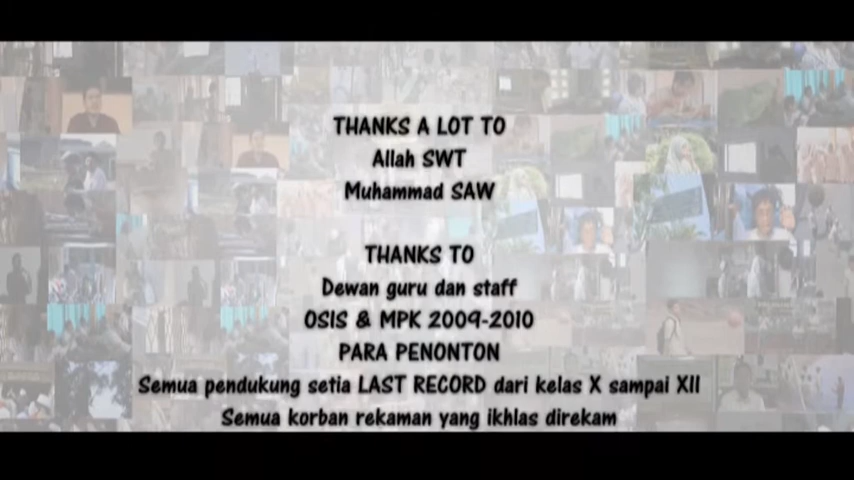 THANKS A LOT TO
Allah SWT
Muhammad SAW
THANKS TO
Dewan guru dan staff
OSIS & MPK 2009-2010
PARA PENONTON
Semua pendukung setia LAST RECORD dari kelas X sampai XII
Semua korban rekaman yang ikhlas direkam